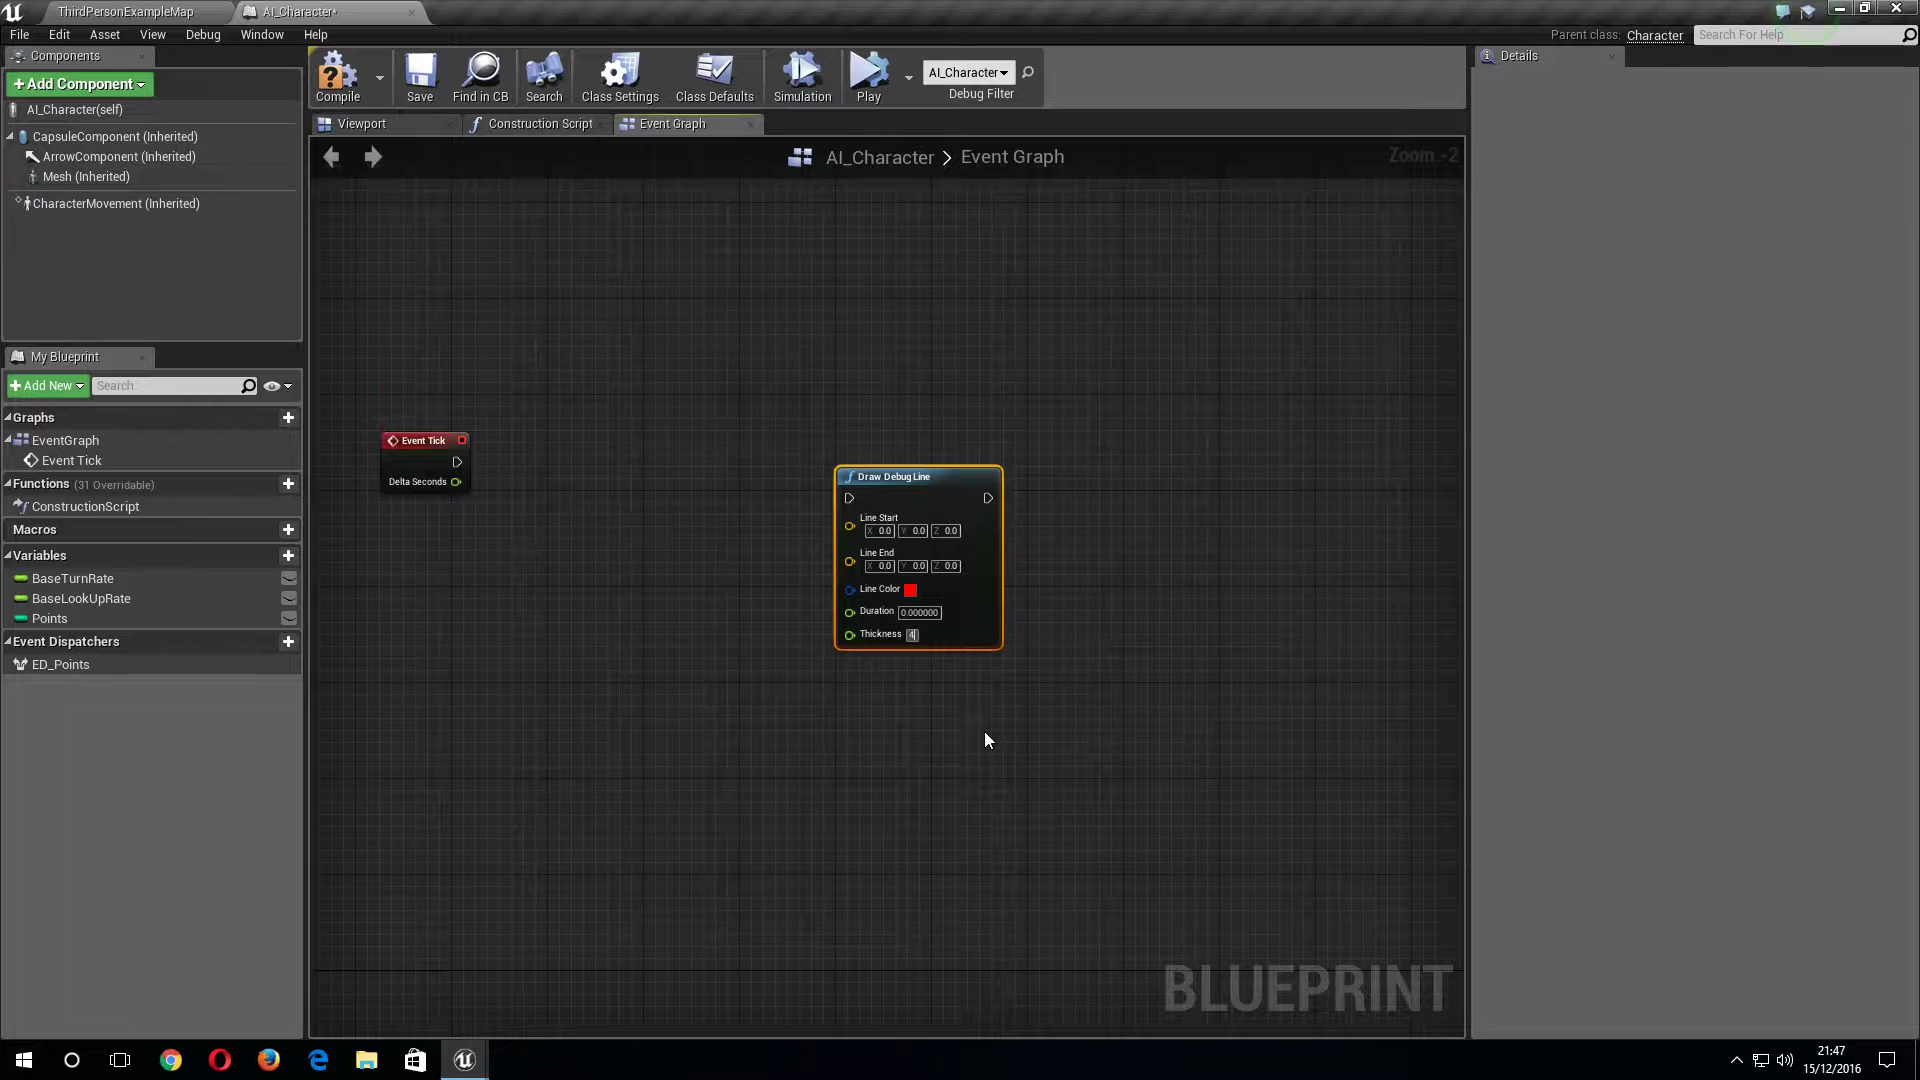 ThirdPersonExampleMap
AI_Character*
File Edit Asset View Debug Window Help
Parent class: Character
Search For Help
Components
Details
+Add Component
AI_Character(self)
CapsuleComponent (Inherited)
ArrowComponent (Inherited)
Mesh (Inherited)
CharacterMovement (Inherited)
Compile
Save
Find in CB
Search
Class Settings
Class Defaults
Simulation
Play
AI_Character
Debug Filter
Viewport
Construction Script
Event Graph
AI_Character > Event Graph
Zoom -2
My Blueprint
+Add New
Search
Graphs
EventGraph
Event Tick
Functions (31 Overridable)
ConstructionScript
Macros
Variables
BaseTurnRate
BaseLookUpRate
Points
Event Dispatchers
ED_Points
Event Tick
Delta Seconds
Draw Debug Line
Line Start
X 0.0 Y 0.0 Z 0.0
Line End
X 0.0 Y 0.0 Z 0.0
Line Color
Duration 0.000000
Thickness 4
BLUEPRINT
21:47
15/12/2016